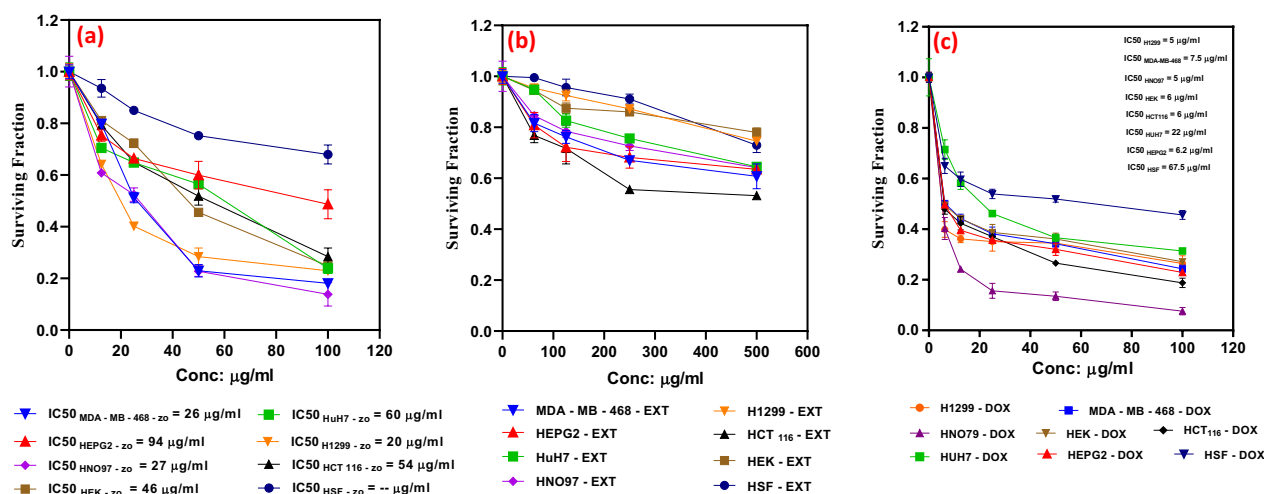 (a)
1.2
1.0
0.8
0.6
0.4
0.2
0.0
Surviving Fraction
0 20 40 60 80 100 120
Conc: µg/ml
IC50 MDA - MB - 468 - zo = 26 µg/ml
IC50 HEPG2 - zo = 94 µg/ml
IC50 HNO97 - zo = 27 µg/ml
IC50 HEK - zo = 46 µg/ml
IC50 HuH7 - zo = 60 µg/ml
IC50 H1299 - zo = 20 µg/ml
IC50 HCT 116 - zo = 54 µg/ml
IC50 HSF - zo = -- µg/ml
(b)
1.2
1.0
0.8
0.6
0.4
0.2
0.0
Surviving Fraction
0 100 200 300 400 500 600
Conc: µg/ml
MDA - MB - 468 - EXT
HEPG2 - EXT
HuH7 - EXT
HNO97 - EXT
H1299 - EXT
HCT 116 - EXT
HEK - EXT
HSF - EXT
(c)
1.2
1.0
0.8
0.6
0.4
0.2
0.0
Surviving Fraction
IC50 H1299 = 5 µg/ml
IC50 MDA-MB-468 = 7.5 µg/ml
IC50 HNO97 = 5 µg/ml
IC50 HEK = 6 µg/ml
IC50 HCT116 = 6 µg/ml
IC50 HUH7 = 22 µg/ml
IC50 HEPG2 = 6.2 µg/ml
IC50 HSF = 67.5 µg/ml
0 20 40 60 80 100 120
Conc: µg/ml
H1299 - DOX
HNO79 - DOX
HUH7 - DOX
MDA - MB - 468 - DOX
HEK - DOX
HEPG2 - DOX
HCT116 - DOX
HSF - DOX